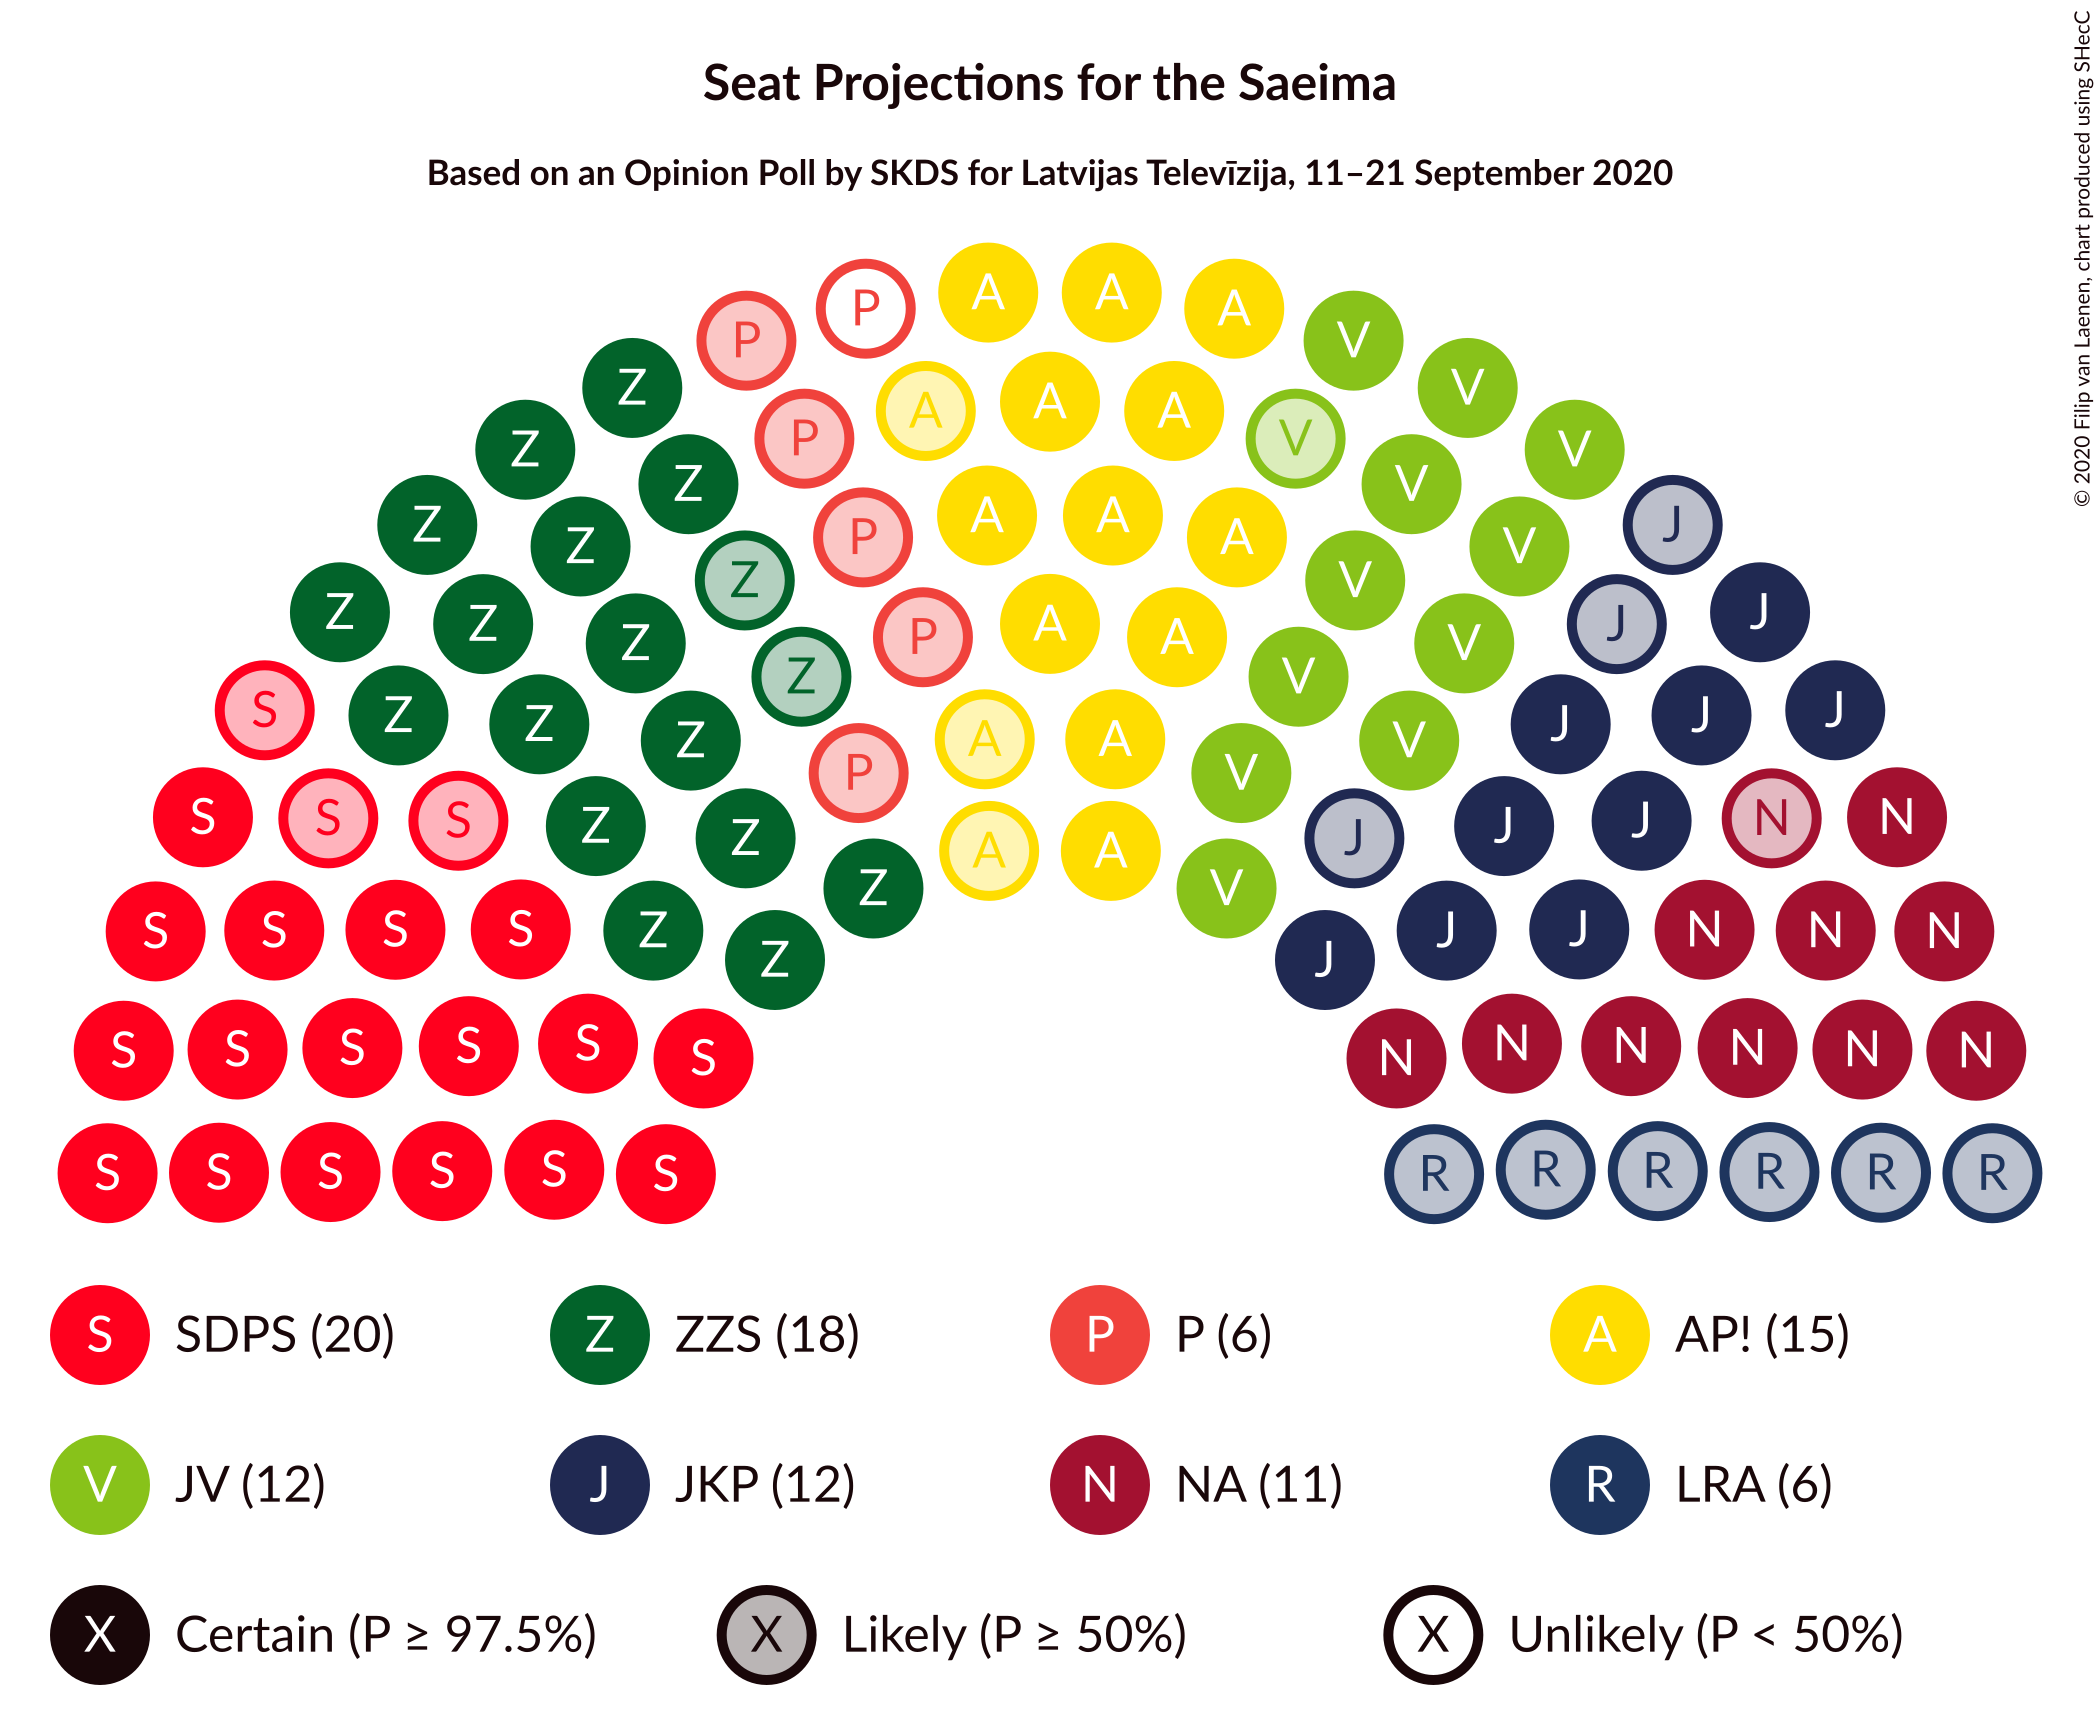 Seat Projections for the Saeima
Based on an Opinion Poll by SKDS for Latvijas Televīzija, 11–21 September 2020
© 2020 Filip van Laenen, chart produced using SHecC
P P A A A V
Z P A A A V V
Z Z P A A A V V V
Z Z Z P A A V V V J
Z Z Z Z P A A V V V J J
S Z Z Z Z A A V V J J J J
S S S Z Z Z V J J J N N
S S S S Z Z J J J N N N
S S S S S S N N N N N N
S S S S S S R R R R R R
S SDPS (20) Z ZZS (18) P P (6) A AP! (15)
V JV (12) J JKP (12) N NA (11) R LRA (6)
X Certain (P ≥ 97.5%) X Likely (P ≥ 50%) X Unlikely (P < 50%)